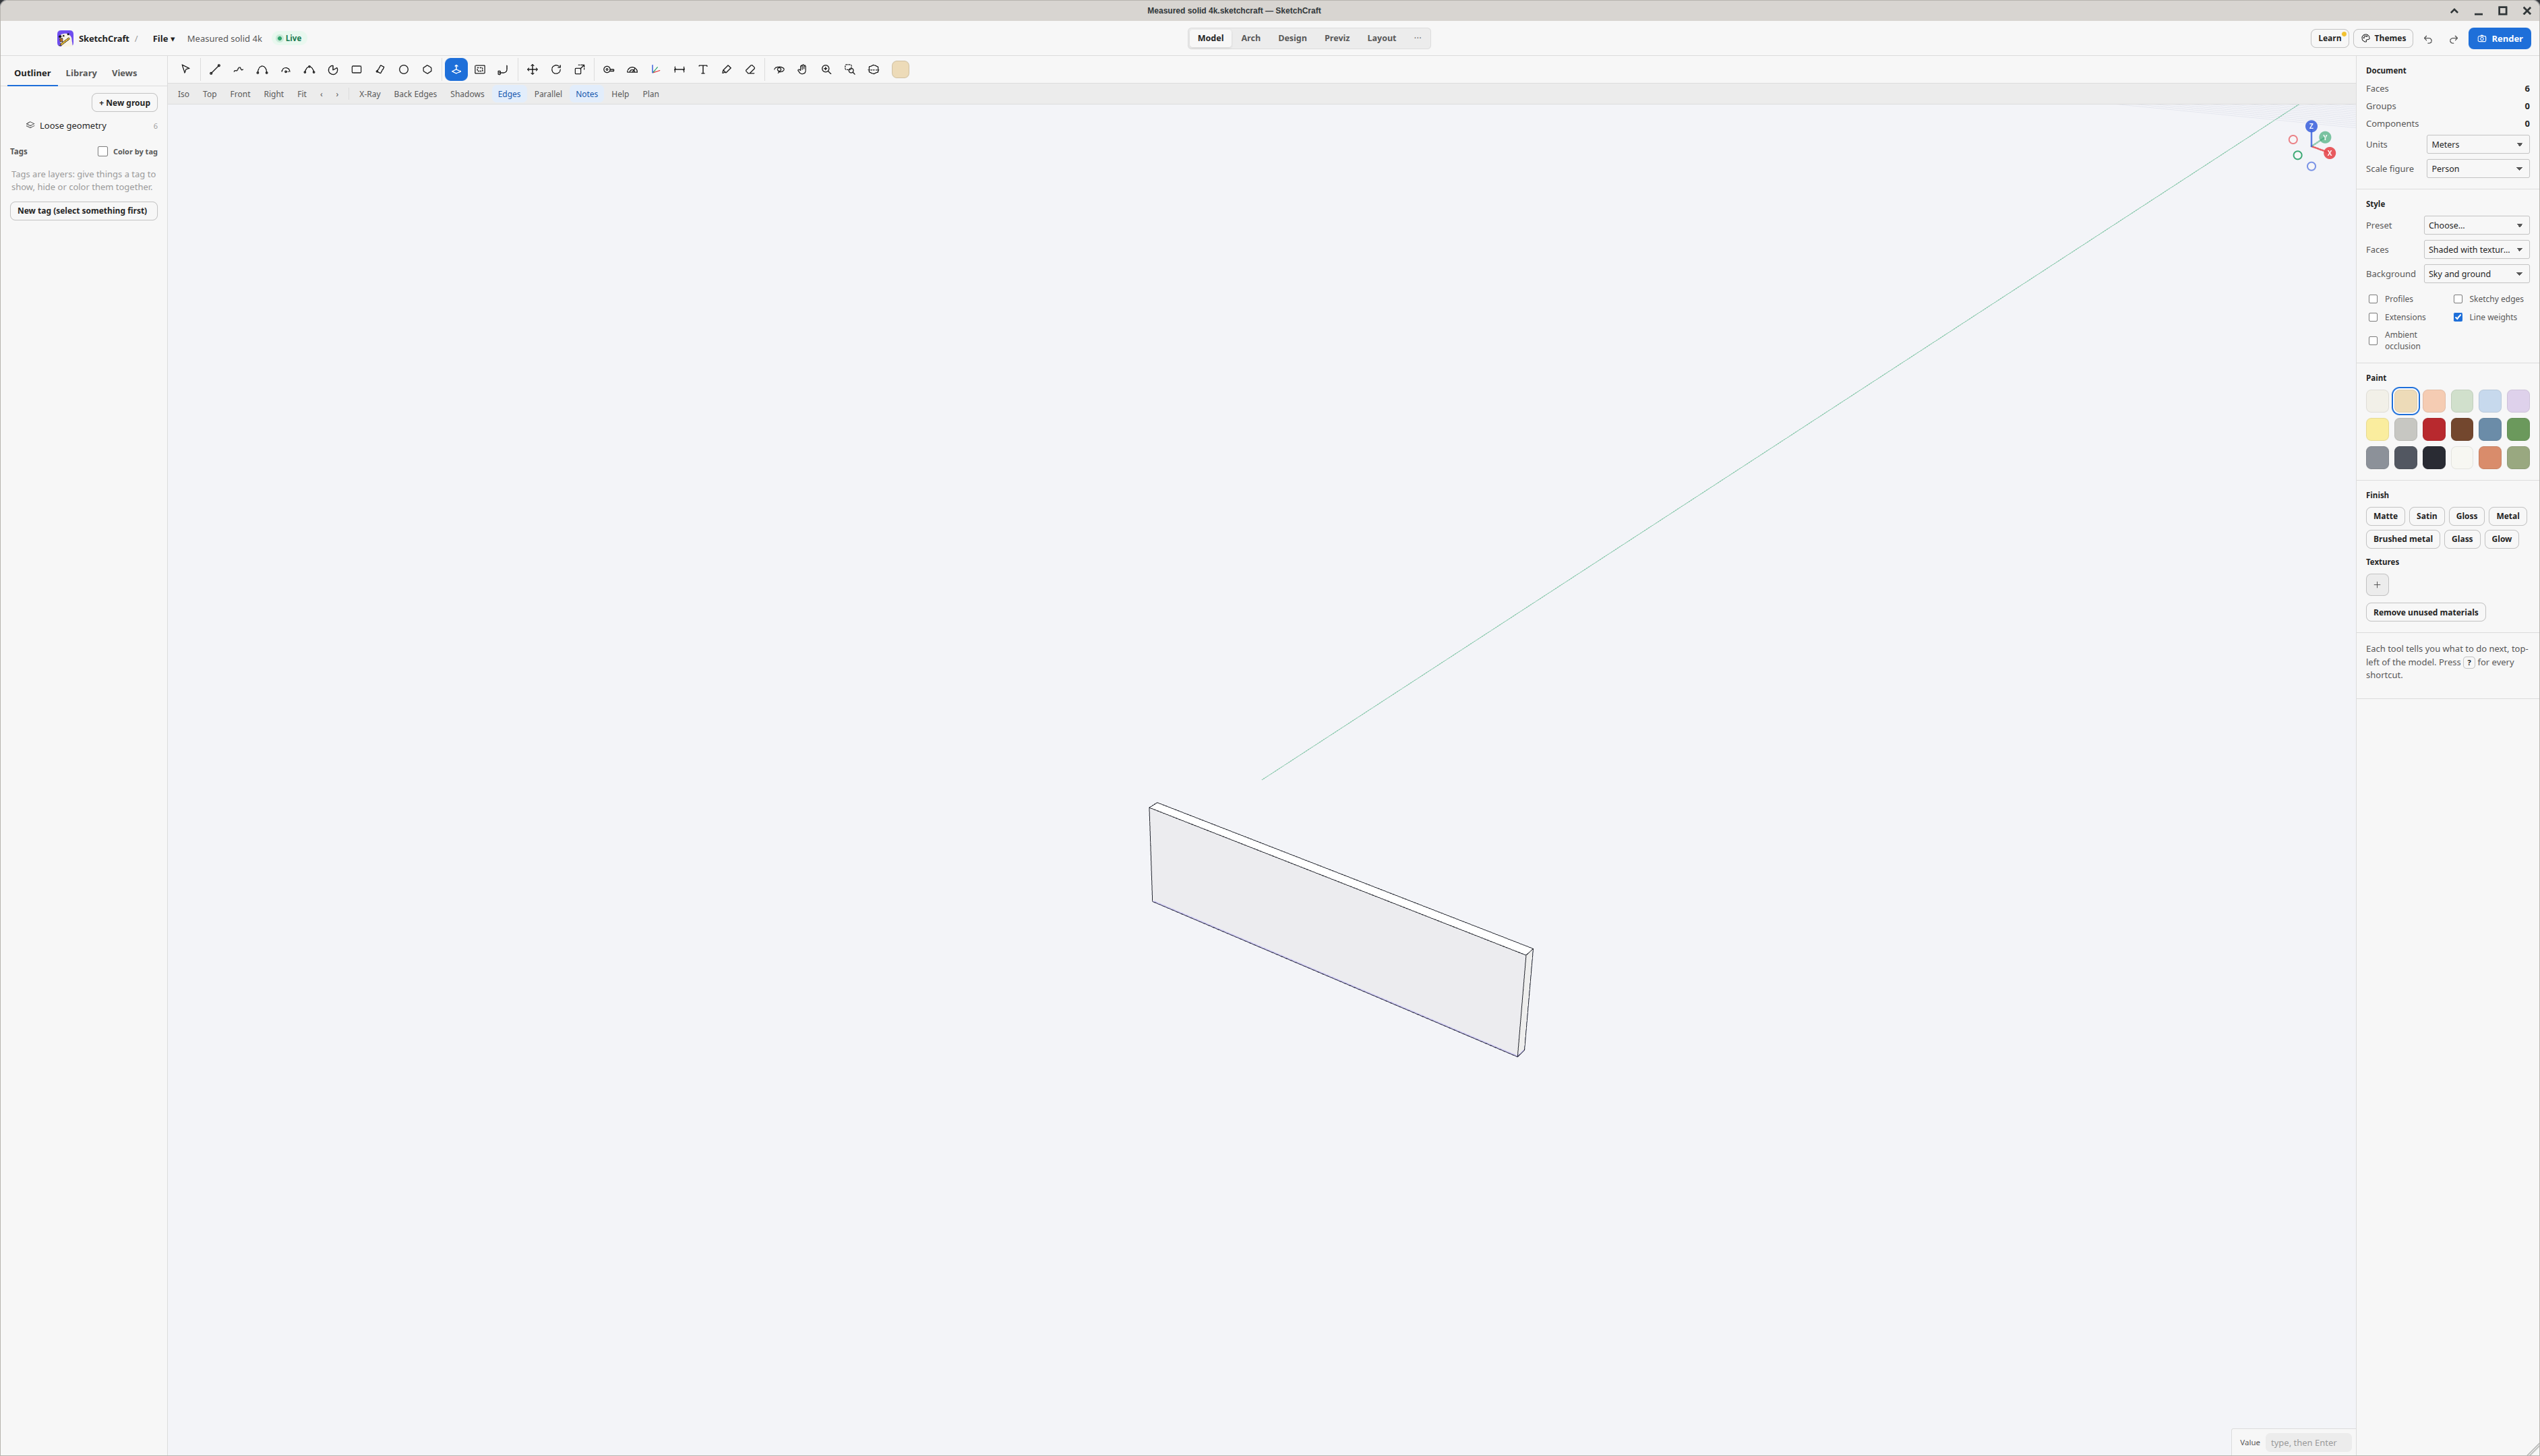 Measured solid 4k.sketchcraft — SketchCraft
SketchCraft / File ▾ Measured solid 4k Live
Model Arch Design Previz Layout ···
Learn Themes Render
Outliner Library Views
+ New group
Loose geometry 6
Tags Color by tag
Tags are layers: give things a tag to
show, hide or color them together.
New tag (select something first)
Iso Top Front Right Fit ‹ › X-Ray Back Edges Shadows Edges Parallel Notes Help Plan
Z
Y
X
Document
Faces 6
Groups 0
Components 0
Units Meters
Scale figure Person
Style
Preset Choose...
Faces Shaded with textur...
Background Sky and ground
Profiles Sketchy edges
Extensions Line weights
Ambient
occlusion
Paint
Finish
Matte Satin Gloss Metal
Brushed metal Glass Glow
Textures
+
Remove unused materials
Each tool tells you what to do next, top-
left of the model. Press ? for every
shortcut.
Value type, then Enter